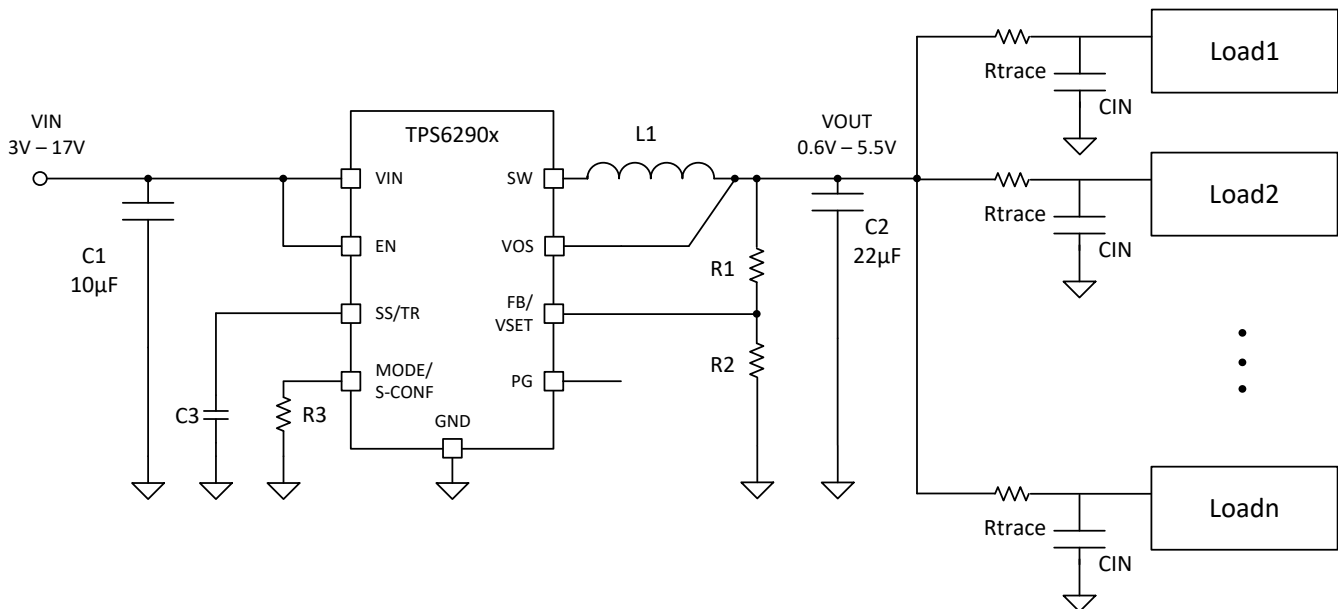 VIN
3V – 17V
C1
10µF
TPS6290x
VIN
EN
SS/TR
MODE/
S-CONF
GND
SW
VOS
FB/
VSET
PG
C3
R3
L1
R1
R2
VOUT
0.6V – 5.5V
C2
22µF
Rtrace
CIN
Load1
Rtrace
CIN
Load2
Rtrace
CIN
Loadn